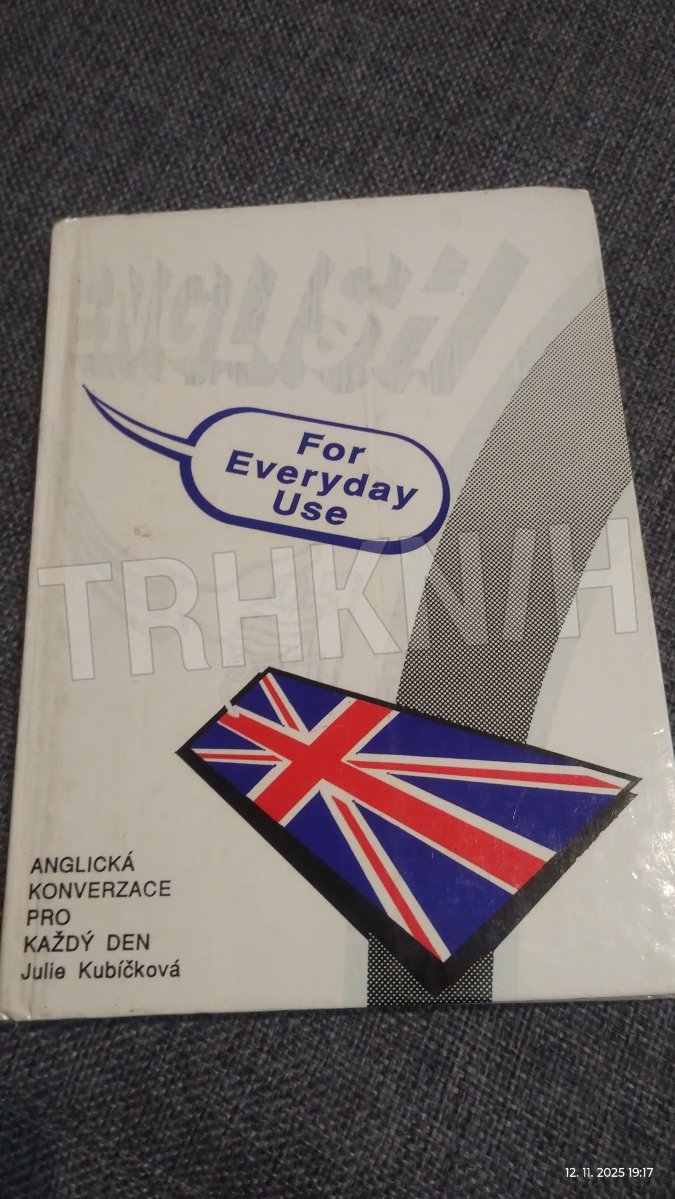 ENGLISH
For
Everyday
Use
TRHKNIH
ANGLICKÁ
KONVERZACE
PRO
KAŽDÝ DEN
Julie Kubíčková
12. 11. 2025 19:17